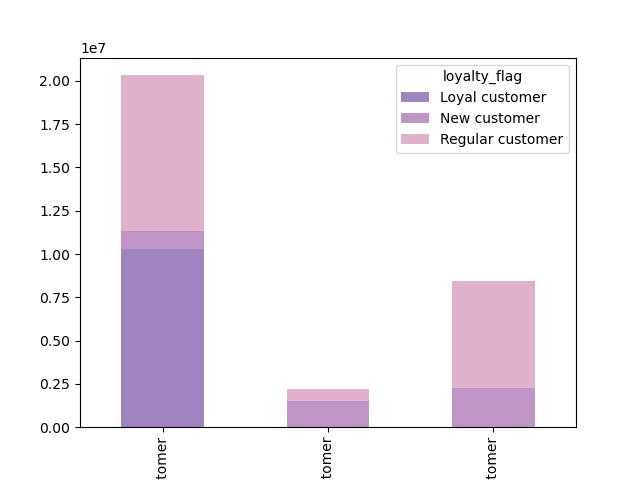 1e7
2.00
1.75
1.50
1.25
1.00
0.75
0.50
0.25
0.00
loyalty_flag
Loyal customer
New customer
Regular customer
tomer
tomer
tomer